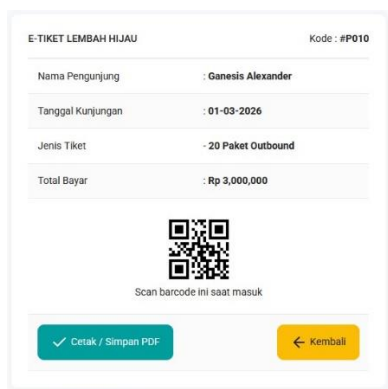 E-TIKET LEMBAH HIJAU Kode : #P010
Nama Pengunjung : Ganesis Alexander
Tanggal Kunjungan : 01-03-2026
Jenis Tiket - 20 Paket Outbound
Total Bayar : Rp 3,000,000
Scan barcode ini saat masuk
Cetak / Simpan PDF Kembali